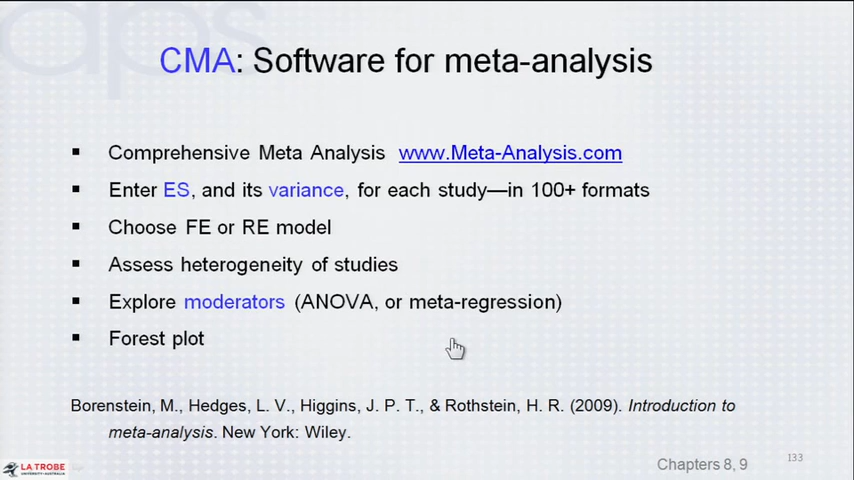 aps
CMA: Software for meta-analysis
▪ Comprehensive Meta Analysis www.Meta-Analysis.com
▪ Enter ES, and its variance, for each study—in 100+ formats
▪ Choose FE or RE model
▪ Assess heterogeneity of studies
▪ Explore moderators (ANOVA, or meta-regression)
▪ Forest plot
Borenstein, M., Hedges, L. V., Higgins, J. P. T., & Rothstein, H. R. (2009). Introduction to
meta-analysis. New York: Wiley.
LA TROBE
UNIVERSITY•AUSTRALIA
Chapters 8, 9
133